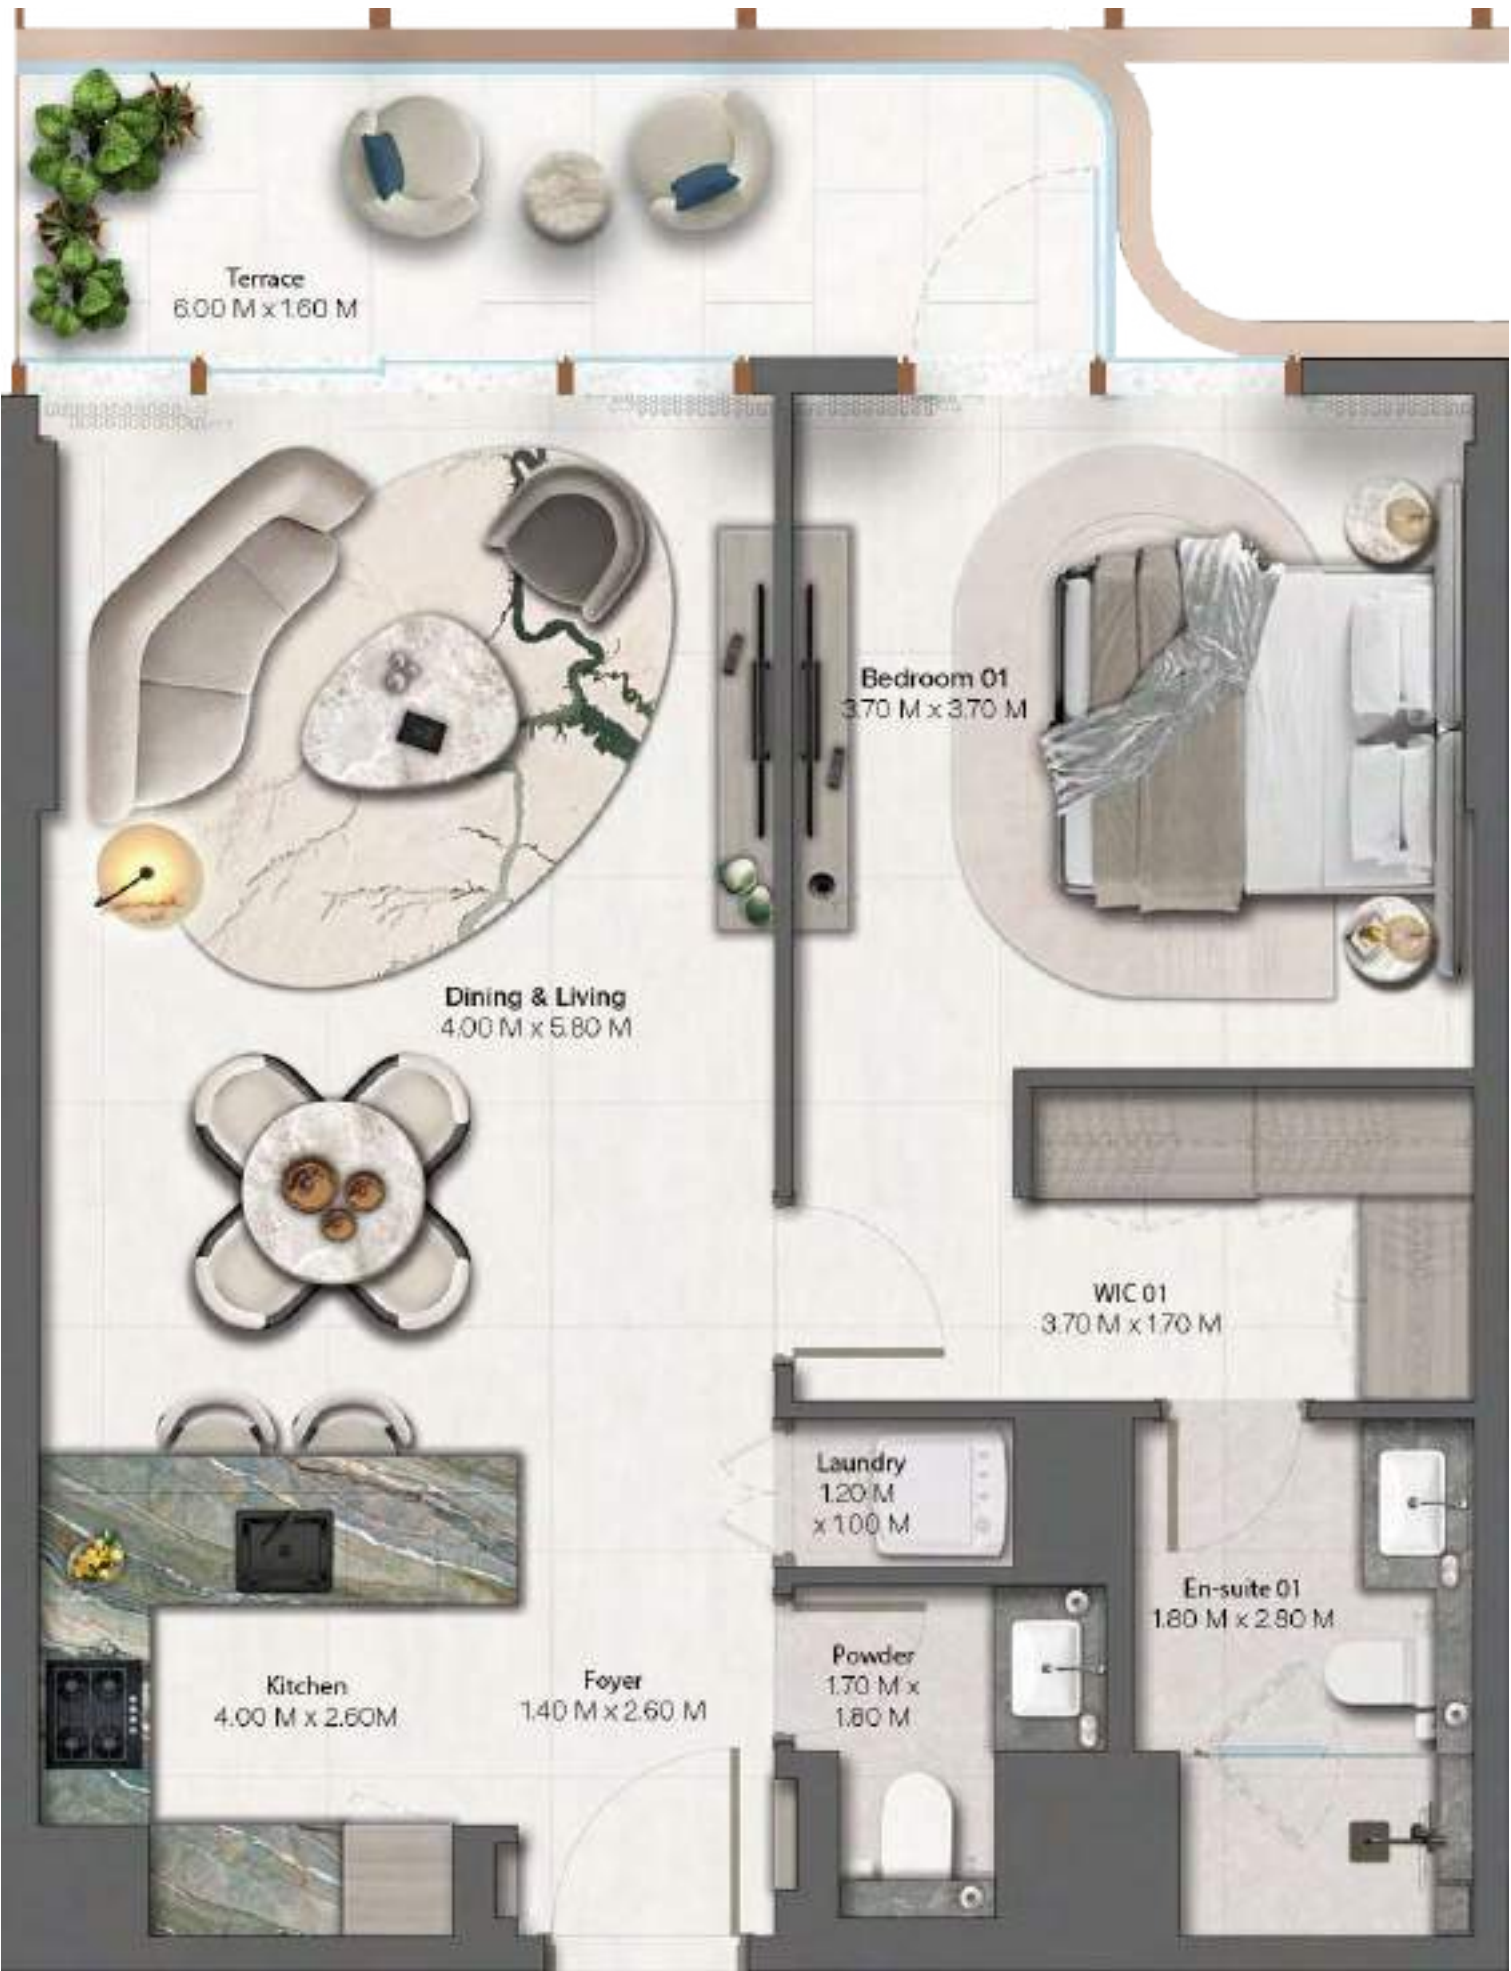 Terrace
6.00 M x 1.60 M
Bedroom 01
3.70 M x 3.70 M
Dining & Living
4.00 M x 5.80 M
WIC 01
3.70 M x 1.70 M
Laundry
1.20 M
x 1.00 M
En-suite 01
1.80 M x 2.80 M
Powder
1.70 M x
1.80 M
Kitchen
4.00 M x 2.60M
Foyer
1.40 M x 2.60 M